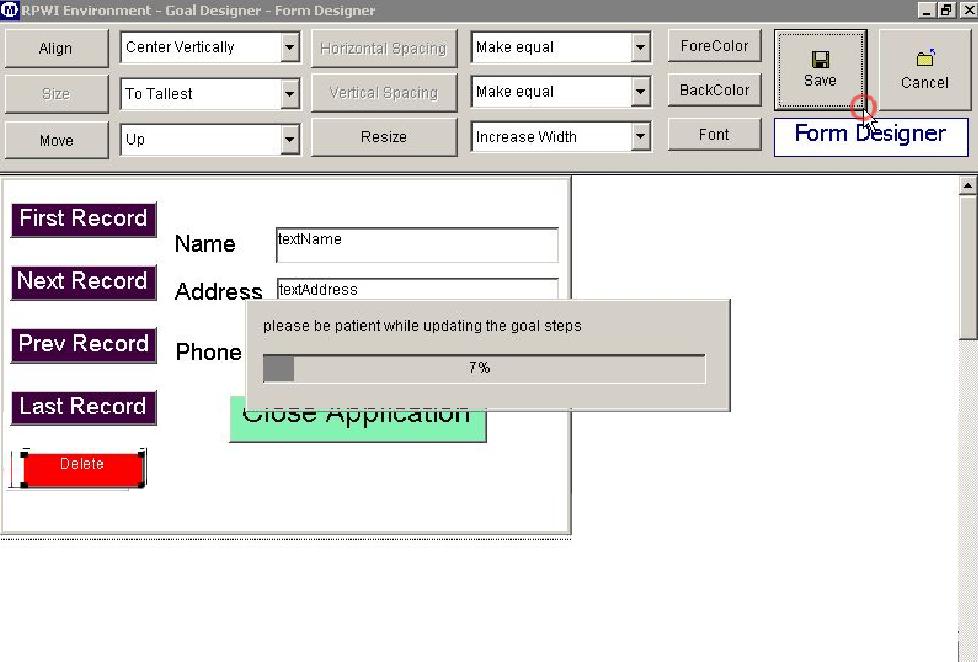 RPWI Environment - Goal Designer - Form Designer
Align
Center Vertically
Horizontal Spacing
Make equal
ForeColor
Save
Cancel
Size
To Tallest
Vertical Spacing
Make equal
BackColor
Move
Up
Resize
Increase Width
Font
Form Designer
First Record
Name
textName
Next Record
Address
textAddress
please be patient while updating the goal steps
Prev Record
Phone
7%
Last Record
Close Application
Delete